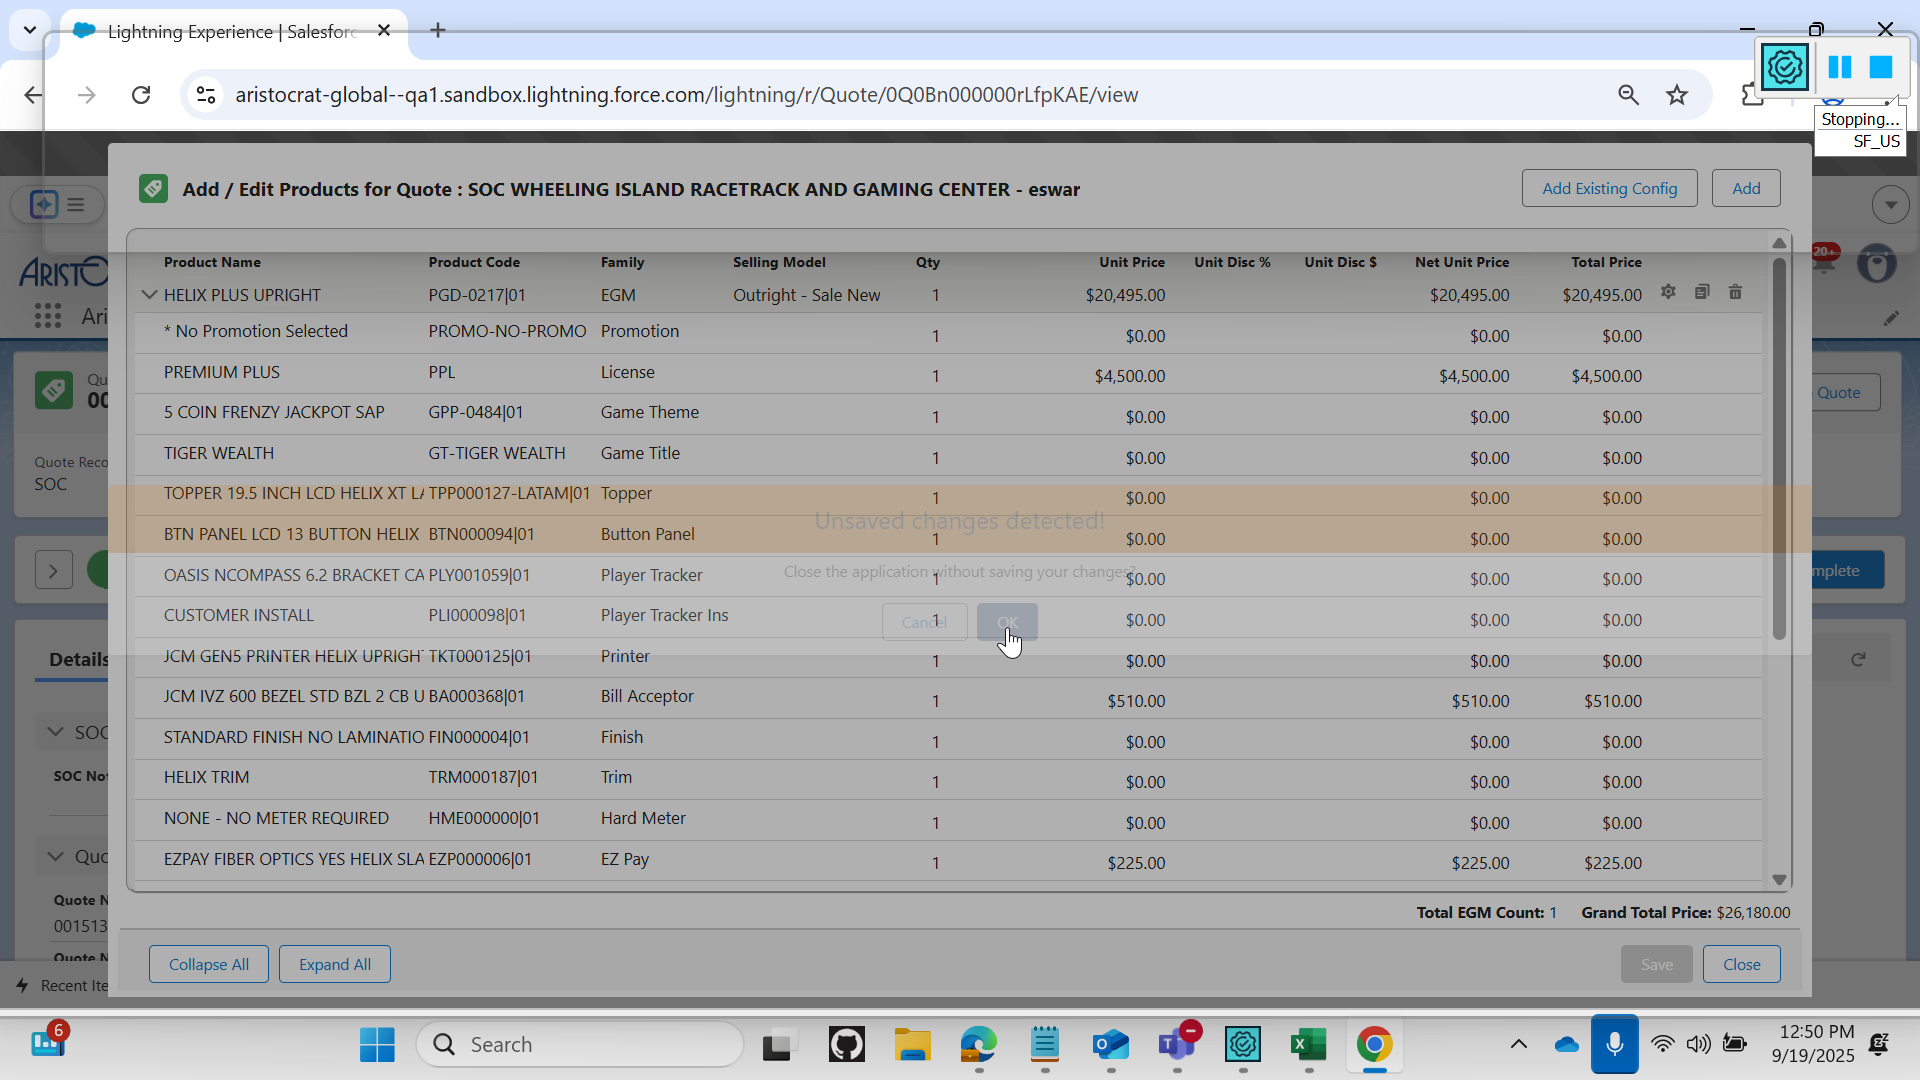 Lightning Experience | Salesfor
aristocrat-global--qa1.sandbox.lightning.force.com/lightning/r/Quote/0Q0Bn000000rLfpKAE/view
Stopping...
SF_US
Add / Edit Products for Quote : SOC WHEELING ISLAND RACETRACK AND GAMING CENTER - eswar
Add Existing Config
Add
ARISTO
20+
Ari
Product Name Product Code Family Selling Model Qty Unit Price Unit Disc % Unit Disc $ Net Unit Price Total Price
HELIX PLUS UPRIGHT PGD-0217|01 EGM Outright - Sale New 1 $20,495.00 $20,495.00 $20,495.00
* No Promotion Selected PROMO-NO-PROMO Promotion 1 $0.00 $0.00 $0.00
PREMIUM PLUS PPL License 1 $4,500.00 $4,500.00 $4,500.00
5 COIN FRENZY JACKPOT SAP GPP-0484|01 Game Theme 1 $0.00 $0.00 $0.00
TIGER WEALTH GT-TIGER WEALTH Game Title 1 $0.00 $0.00 $0.00
TOPPER 19.5 INCH LCD HELIX XT LA TPP000127-LATAM|01 Topper 1 $0.00 $0.00 $0.00
BTN PANEL LCD 13 BUTTON HELIX BTN000094|01 Button Panel 1 $0.00 $0.00 $0.00
OASIS NCOMPASS 6.2 BRACKET CA PLY001059|01 Player Tracker 1 $0.00 $0.00 $0.00
CUSTOMER INSTALL PLI000098|01 Player Tracker Ins 1 $0.00 $0.00 $0.00
JCM GEN5 PRINTER HELIX UPRIGHT TKT000125|01 Printer 1 $0.00 $0.00 $0.00
JCM IVZ 600 BEZEL STD BZL 2 CB U BA000368|01 Bill Acceptor 1 $510.00 $510.00 $510.00
STANDARD FINISH NO LAMINATIO FIN000004|01 Finish 1 $0.00 $0.00 $0.00
HELIX TRIM TRM000187|01 Trim 1 $0.00 $0.00 $0.00
NONE - NO METER REQUIRED HME000000|01 Hard Meter 1 $0.00 $0.00 $0.00
EZPAY FIBER OPTICS YES HELIX SLA EZP000006|01 EZ Pay 1 $225.00 $225.00 $225.00
Unsaved changes detected!
Close the application without saving your changes?
Cancel
OK
Total EGM Count: 1 Grand Total Price: $26,180.00
Collapse All
Expand All
Save
Close
Qu
00
Quote
Quote Reco
SOC
mplete
Details
SOC
SOC Not
Quo
Quote N
001513
Quote N
Recent Ite
6
Search
12:50 PM
9/19/2025